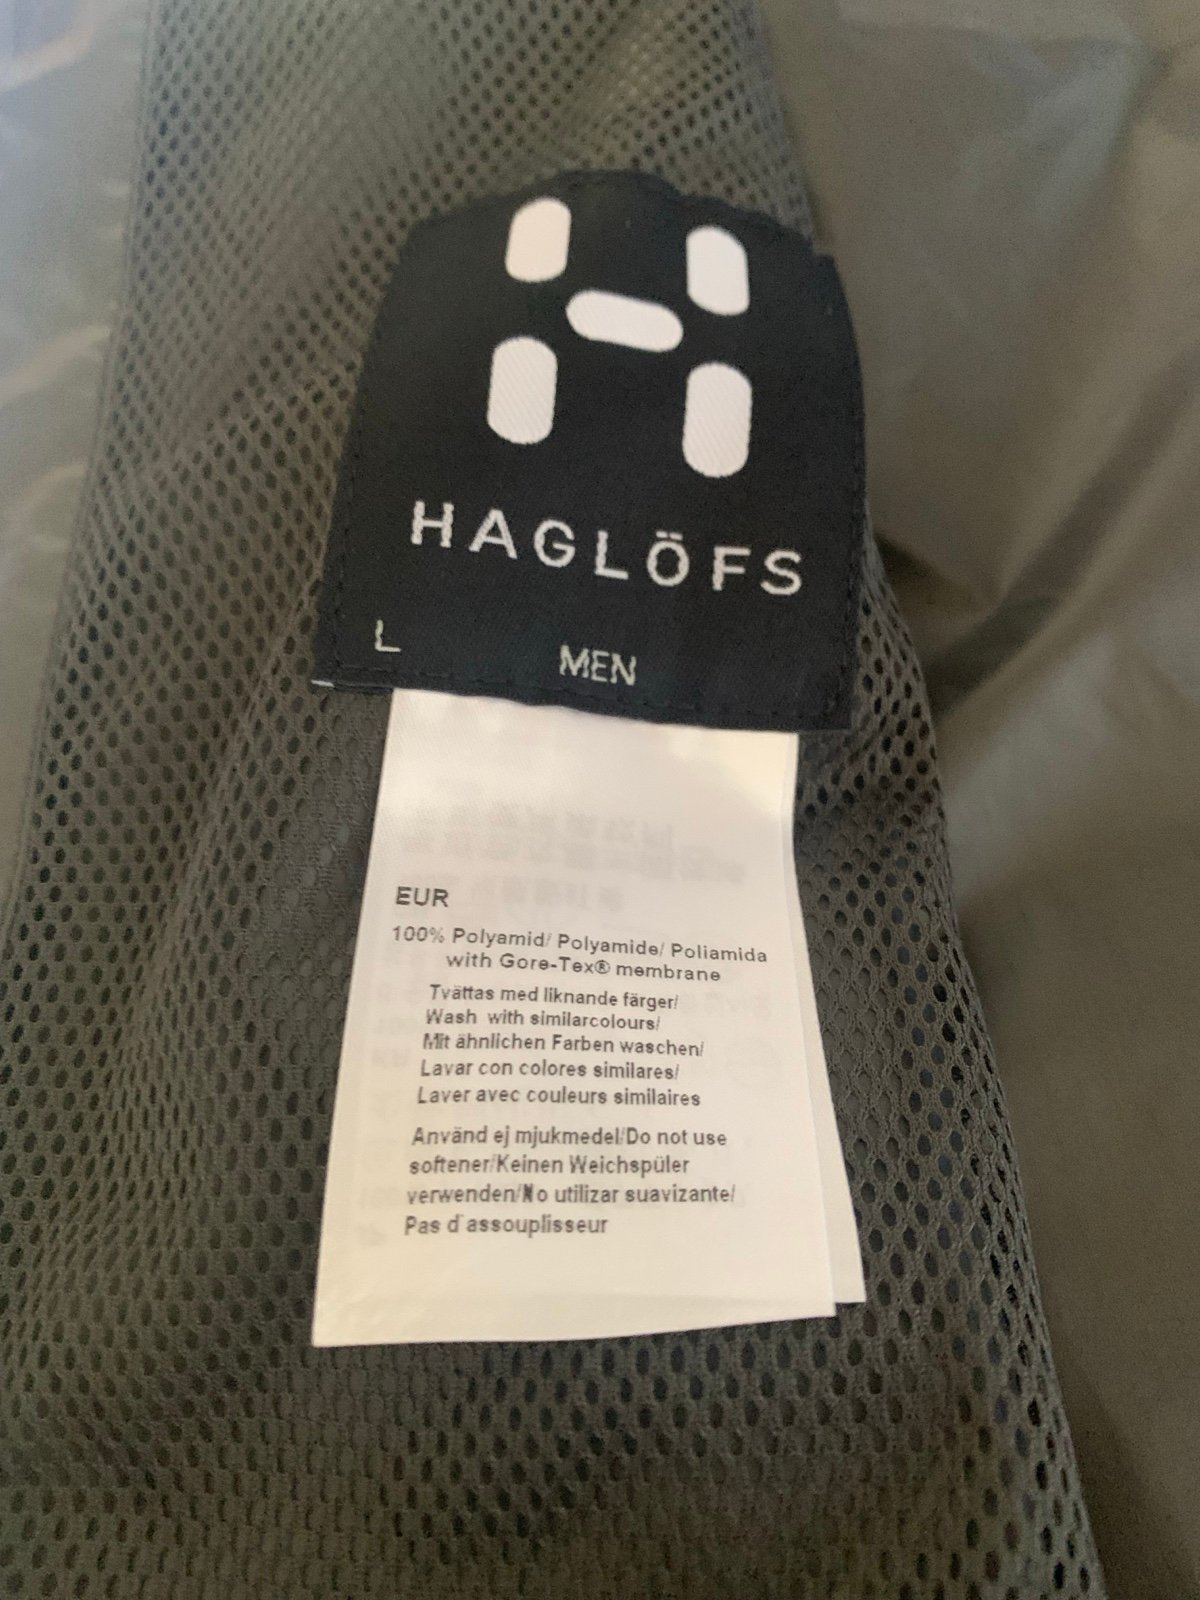 HAGLÖFS
L MEN
EUR
100% Polyamid/ Polyamide/ Poliamida
with Gore-Tex® membrane
Tvättas med liknande färger/
Wash with similarcolours/
Mit ähnlichen Farben waschen/
Lavar con colores similares/
Laver avec couleurs similaires
Använd ej mjukmedel/Do not use
softener/Keinen Weichspüler
verwenden/No utilizar suavizante/
Pas d'assouplisseur